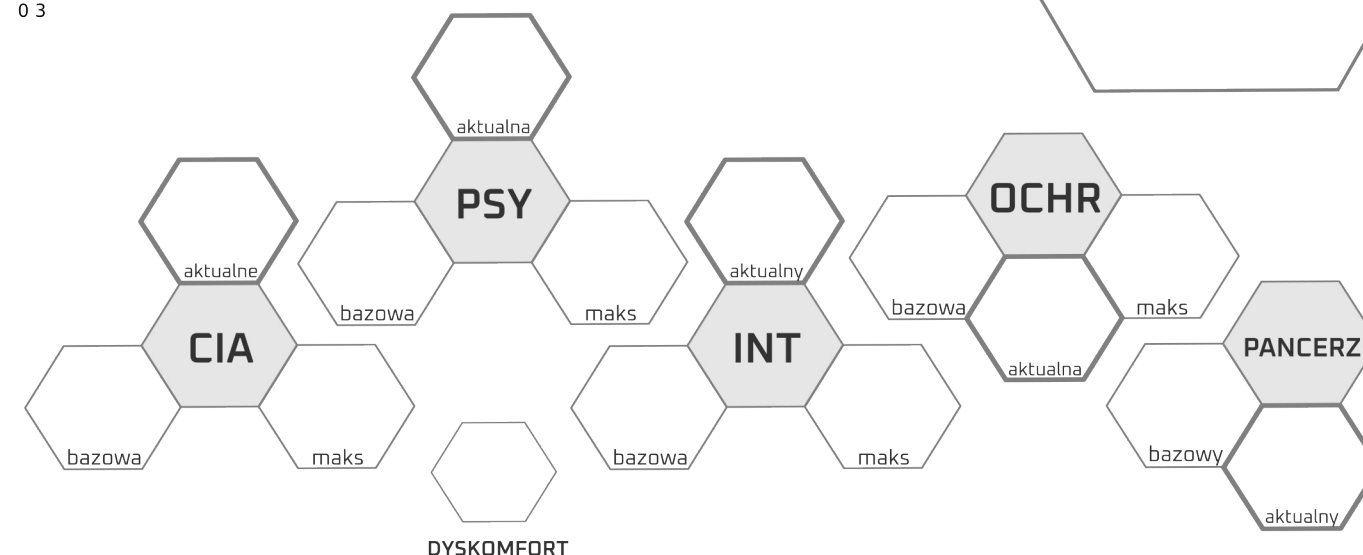 0 3
aktualna
PSY
bazowa
maks
aktualne
CIA
bazowa
maks
aktualny
INT
bazowa
maks
OCHR
bazowa
maks
aktualna
PANCERZ
bazowy
aktualny
DYSKOMFORT